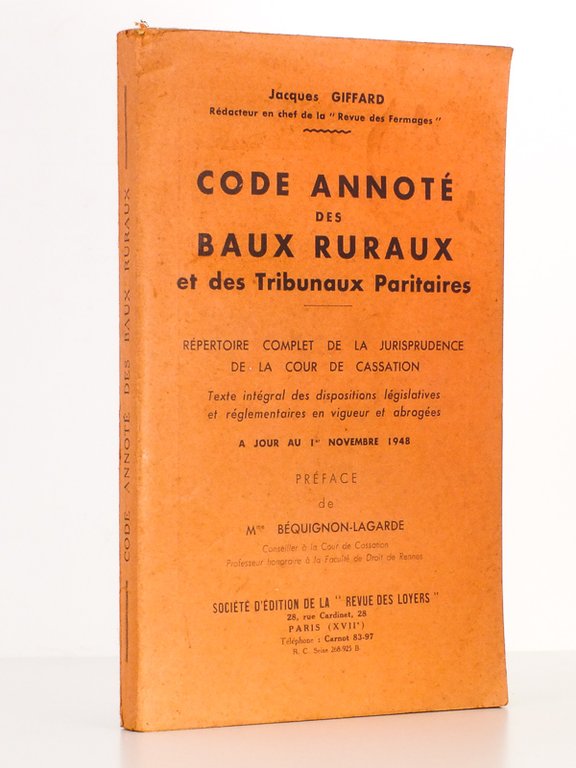 Jacques GIFFARD
Rédacteur en chef de la "Revue des Fermages"
CODE ANNOTÉ
DES
BAUX RURAUX
et des Tribunaux Paritaires
RÉPERTOIRE COMPLET DE LA JURISPRUDENCE
DE LA COUR DE CASSATION
Texte intégral des dispositions législatives
et réglementaires en vigueur et abrogées
A JOUR AU 1er NOVEMBRE 1948
PRÉFACE
de
Mme BÉQUIGNON-LAGARDE
Conseiller à la Cour de Cassation
Professeur honoraire à la Faculté de Droit de Rennes
SOCIÉTÉ D'ÉDITION DE LA "REVUE DES LOYERS"
28, rue Cardinet, 28
PARIS (XVIIe)
Téléphone : Carnot 83-97
R. C. Seine 268.925 B.
CODE ANNOTÉ DES BAUX RURAUX